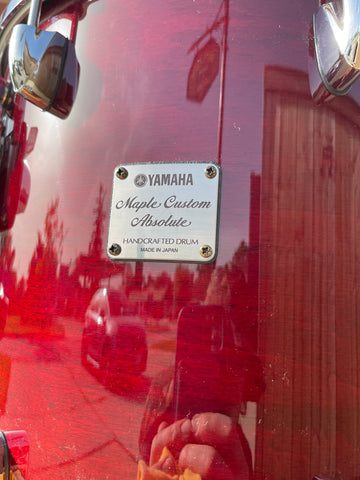 YAMAHA
Maple Custom
Absolute
HANDCRAFTED DRUM
MADE IN JAPAN